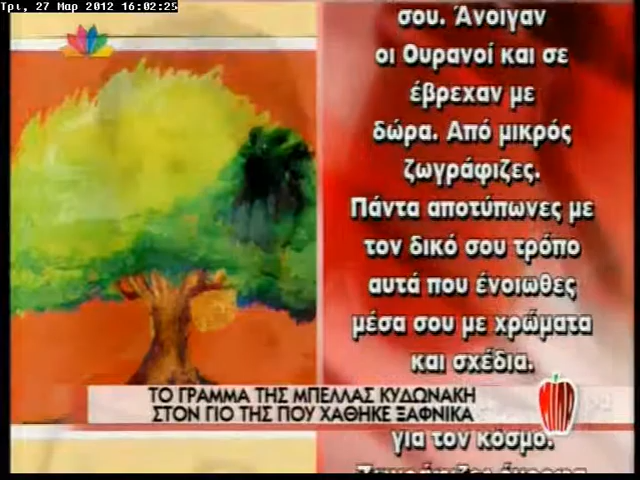 Τρι, 27 Μαρ 2012 16:02:25
σου. Άνοιγαν
οι Ουρανοί και σε
έβρεχαν με
δώρα. Από μικρός
ζωγράφιζες.
Πάντα αποτύπωνες με
τον δικό σου τρόπο
αυτά που ένοιωθες
μέσα σου με χρώματα
και σχέδια.
ΤΟ ΓΡΑΜΜΑ ΤΗΣ ΜΠΕΛΛΑΣ ΚΥΔΩΝΑΚΗ
ΣΤΟΝ ΓΙΟ ΤΗΣ ΠΟΥ ΧΑΘΗΚΕ ΞΑΦΝΙΚΑ
για τον κόσμο.